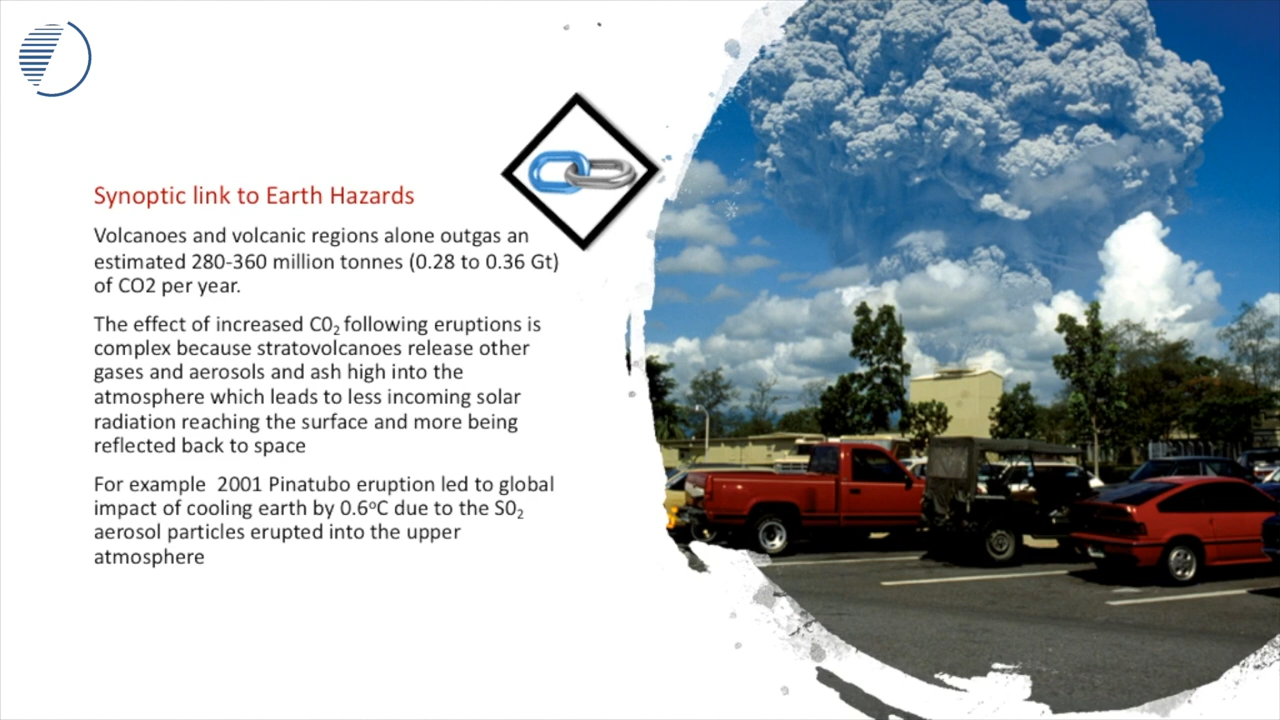 Synoptic link to Earth Hazards
Volcanoes and volcanic regions alone outgas an
estimated 280-360 million tonnes (0.28 to 0.36 Gt)
of CO2 per year.
The effect of increased C0₂ following eruptions is
complex because stratovolcanoes release other
gases and aerosols and ash high into the
atmosphere which leads to less incoming solar
radiation reaching the surface and more being
reflected back to space
For example  2001 Pinatubo eruption led to global
impact of cooling earth by 0.6ºC due to the S0₂
aerosol particles erupted into the upper
atmosphere